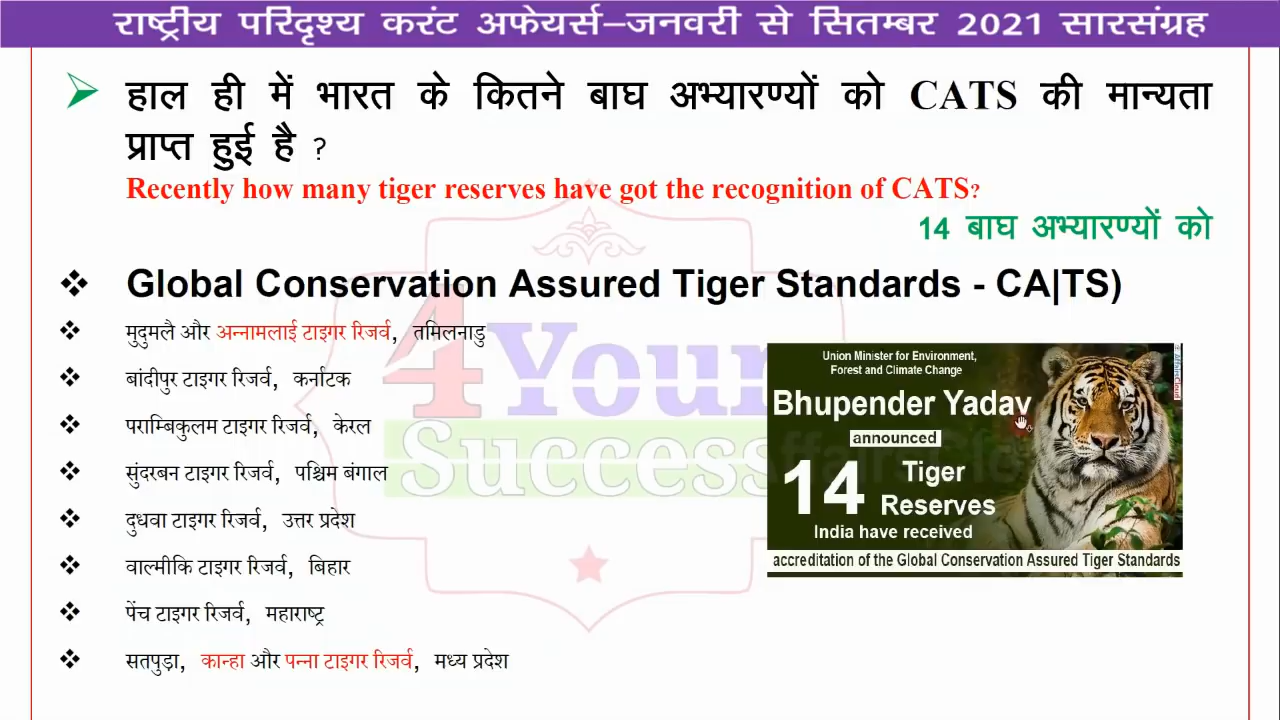 राष्ट्रीय परिदृश्य करंट अफेयर्स–जनवरी से सितम्बर 2021 सारसंग्रह
➢ हाल ही में भारत के कितने बाघ अभ्यारण्यों को CATS की मान्यता
प्राप्त हुई है ?
Recently how many tiger reserves have got the recognition of CATS?
14 बाघ अभ्यारण्यों को
❖ Global Conservation Assured Tiger Standards - CA|TS)
❖ मुदुमलै और अन्नामलाई टाइगर रिजर्व, तमिलनाडु
❖ बांदीपुर टाइगर रिजर्व, कर्नाटक
❖ पराम्बिकुलम टाइगर रिजर्व, केरल
❖ सुंदरबन टाइगर रिजर्व, पश्चिम बंगाल
❖ दुधवा टाइगर रिजर्व, उत्तर प्रदेश
❖ वाल्मीकि टाइगर रिजर्व, बिहार
❖ पेंच टाइगर रिजर्व, महाराष्ट्र
❖ सतपुड़ा, कान्हा और पन्ना टाइगर रिजर्व, मध्य प्रदेश
Union Minister for Environment,
Forest and Climate Change
Bhupender Yadav
announced
14 Tiger
Reserves
India have received
accreditation of the Global Conservation Assured Tiger Standards
4Your
Success